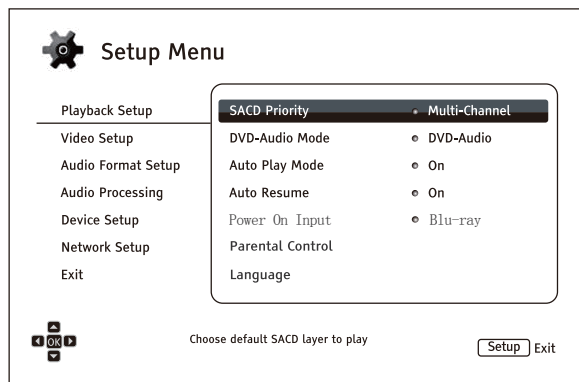 Setup Menu
Playback Setup
Video Setup
Audio Format Setup
Audio Processing
Device Setup
Network Setup
Exit
SACD Priority Multi-Channel
DVD-Audio Mode DVD-Audio
Auto Play Mode On
Auto Resume On
Power On Input Blu-ray
Parental Control
Language
OK
Choose default SACD layer to play
Setup Exit